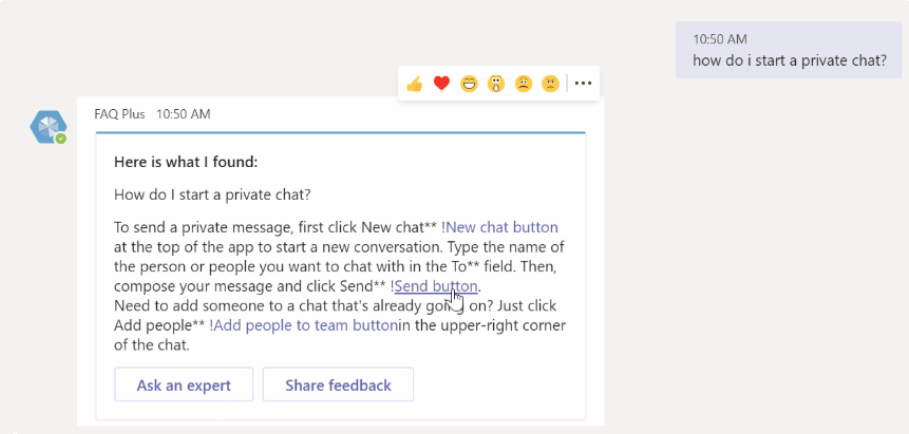 10:50 AM
how do i start a private chat?
FAQ Plus 10:50 AM
Here is what I found:
How do I start a private chat?
To send a private message, first click New chat** !New chat button
at the top of the app to start a new conversation. Type the name of
the person or people you want to chat with in the To** field. Then,
compose your message and click Send** !Send button.
Need to add someone to a chat that's already going on? Just click
Add people** !Add people to team buttonin the upper-right corner
of the chat.
Ask an expert
Share feedback